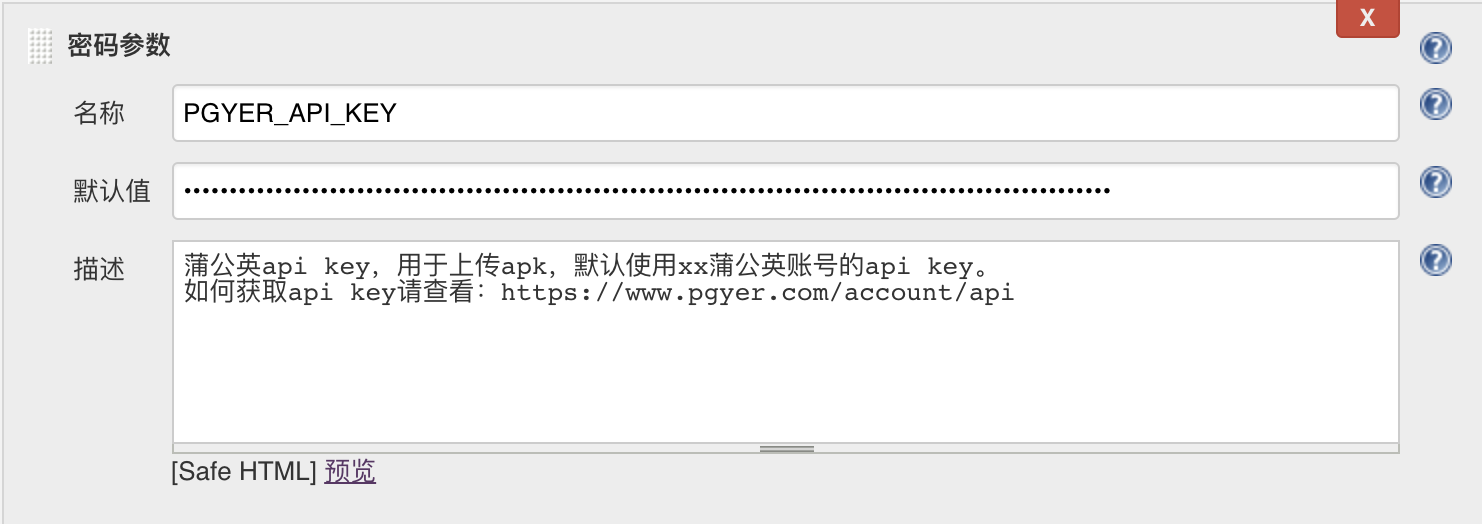 X
密码参数
名称 PGYER_API_KEY
默认值
描述
蒲公英api key，用于上传apk，默认使用xx蒲公英账号的api key。
如何获取api key请查看：https://www.pgyer.com/account/api
[Safe HTML] 预览